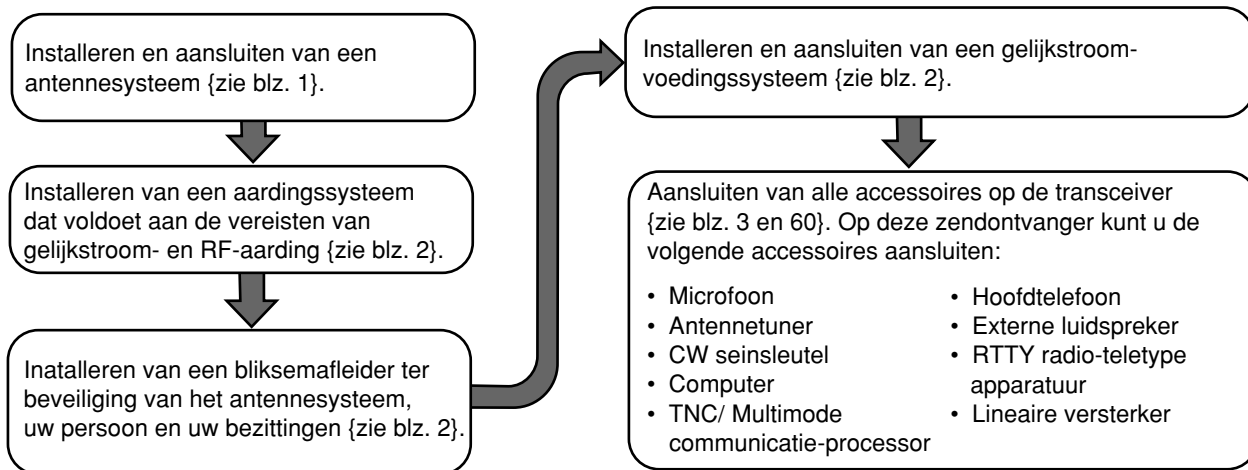 Installeren en aansluiten van een
antennesysteem {zie blz. 1}.
Installeren van een aardingssysteem
dat voldoet aan de vereisten van
gelijkstroom- en RF-aarding {zie blz. 2}.
Inatalleren van een bliksemafleider ter
beveiliging van het antennesysteem,
uw persoon en uw bezittingen {zie blz. 2}.
Installeren en aansluiten van een gelijkstroom-
voedingssysteem {zie blz. 2}.
Aansluiten van alle accessoires op de transceiver
{zie blz. 3 en 60}. Op deze zendontvanger kunt u de
volgende accessoires aansluiten:
• Microfoon
• Antennetuner
• CW seinsleutel
• Computer
• TNC/ Multimode
communicatie-processor
• Hoofdtelefoon
• Externe luidspreker
• RTTY radio-teletype
apparatuur
• Lineaire versterker